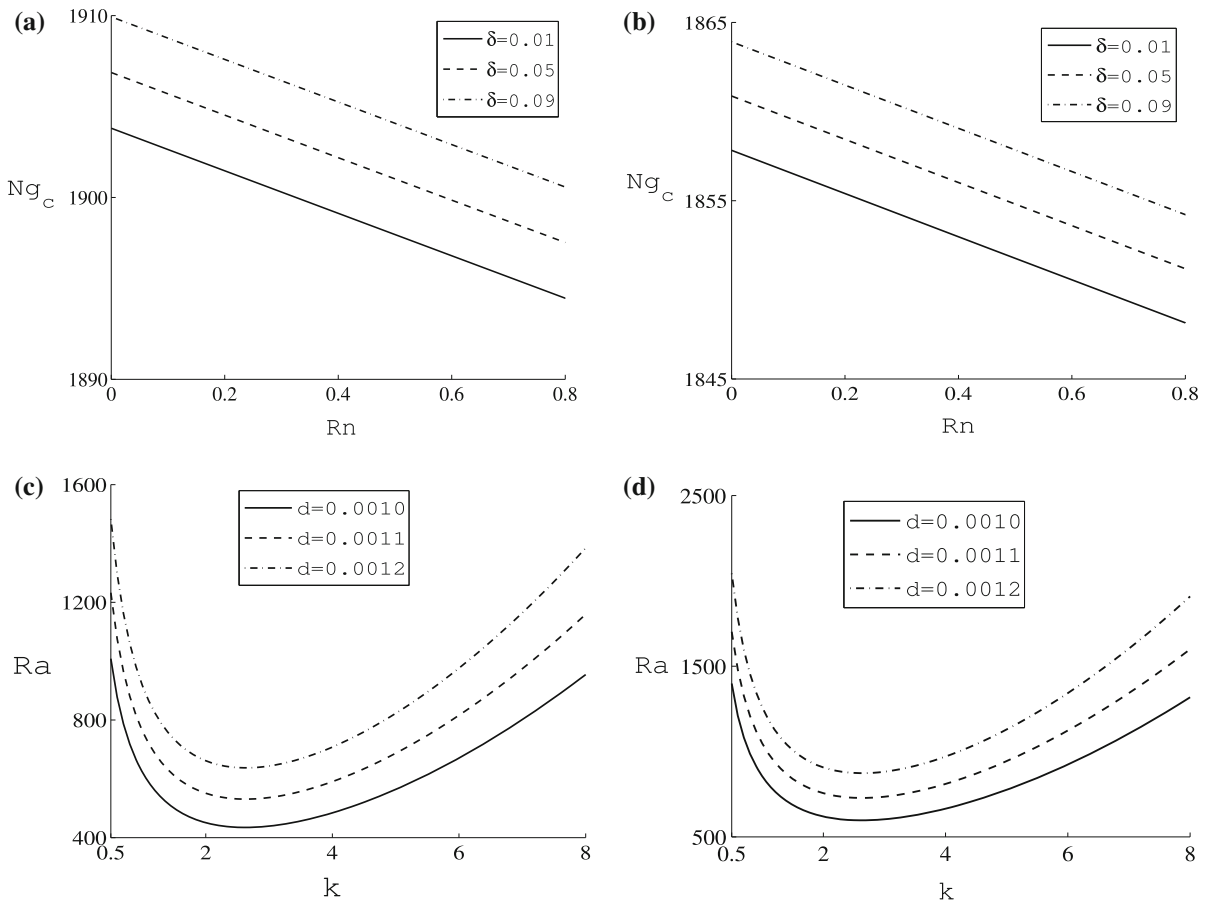 (a)
1910
1900
1890
Ng_c
0 0.2 0.4 0.6 0.8
Rn
δ=0.01
δ=0.05
δ=0.09
(b)
1865
1855
1845
Ng_c
0 0.2 0.4 0.6 0.8
Rn
δ=0.01
δ=0.05
δ=0.09
(c)
1600
1200
800
400
Ra
0.5 2 4 6 8
k
d=0.0010
d=0.0011
d=0.0012
(d)
2500
1500
500
Ra
0.5 2 4 6 8
k
d=0.0010
d=0.0011
d=0.0012